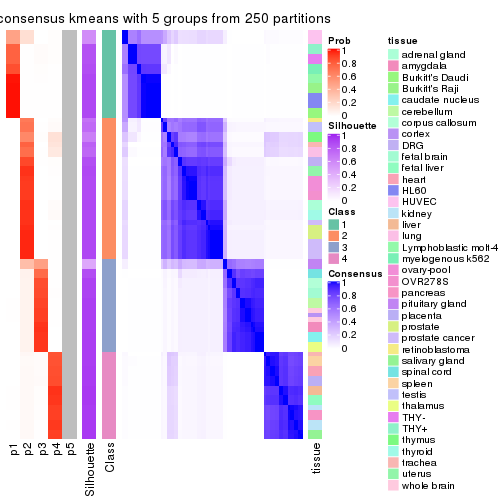 consensus kmeans with 5 groups from 250 partitions
Prob
1
0.8
0.6
0.4
0.2
0
Silhouette
1
0.8
0.6
0.4
0.2
0
Class
1
2
3
4
Consensus
1
0.8
0.6
0.4
0.2
0
tissue
adrenal gland
amygdala
Burkitt's Daudi
Burkitt's Raji
caudate nucleus
cerebellum
corpus callosum
cortex
DRG
fetal brain
fetal liver
heart
HL60
HUVEC
kidney
liver
lung
Lymphoblastic molt-4
myelogenous k562
ovary-pool
OVR278S
pancreas
pituitary gland
placenta
prostate
prostate cancer
retinoblastoma
salivary gland
spinal cord
spleen
testis
thalamus
THY-
THY+
thymus
thyroid
trachea
uterus
whole brain
p1
p2
p3
p4
p5
Silhouette
Class
tissue